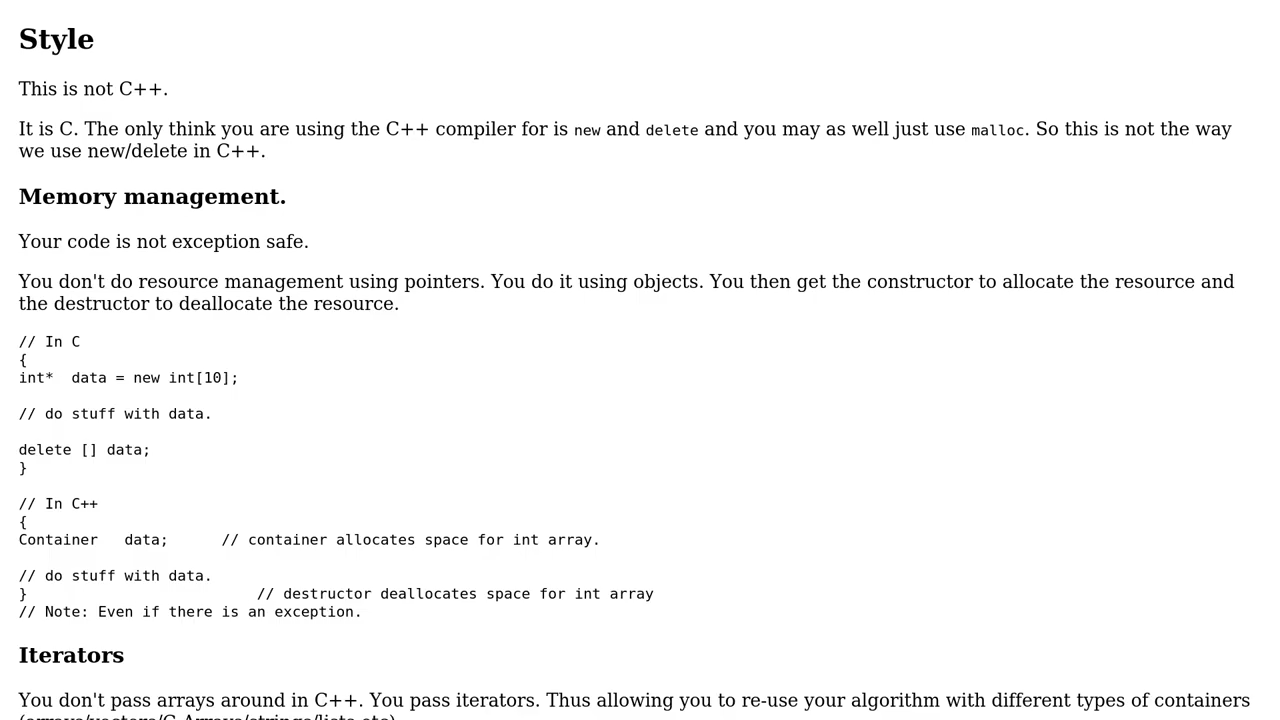 Style
This is not C++.
It is C. The only think you are using the C++ compiler for is new and delete and you may as well just use malloc. So this is not the way
we use new/delete in C++.
Memory management.
Your code is not exception safe.
You don't do resource management using pointers. You do it using objects. You then get the constructor to allocate the resource and
the destructor to deallocate the resource.
// In C
{
int*  data = new int[10];
// do stuff with data.
delete [] data;
}
// In C++
{
Container   data;      // container allocates space for int array.
// do stuff with data.
}                          // destructor deallocates space for int array
// Note: Even if there is an exception.
Iterators
You don't pass arrays around in C++. You pass iterators. Thus allowing you to re-use your algorithm with different types of containers
(arrays/vectors/C-Arrays/strings/lists etc)